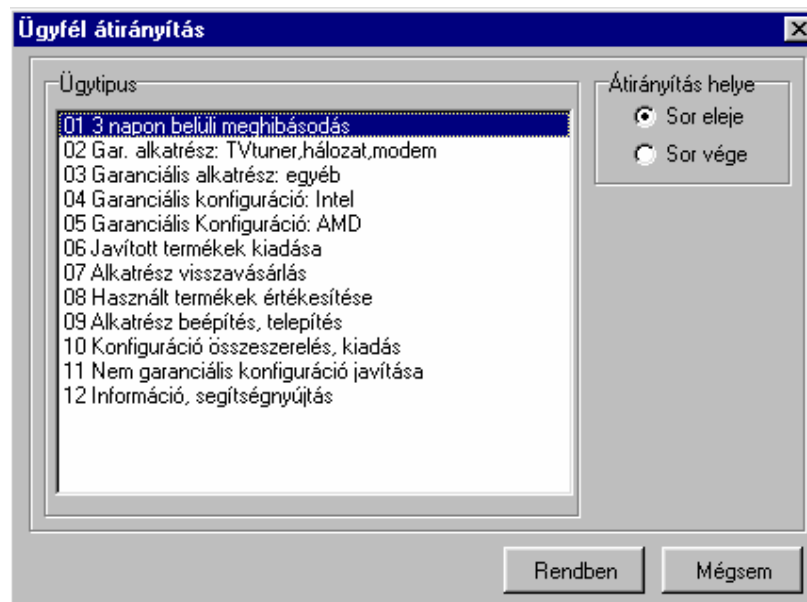 Ügyfél átirányítás
Ügytipus
01 3 napon belüli meghibásodás
02 Gar. alkatrész: TVtuner,hálozat,modem
03 Garanciális alkatrész: egyéb
04 Garanciális konfiguráció: Intel
05 Garanciális Konfiguráció: AMD
06 Javított termékek kiadása
07 Alkatrész visszavásárlás
08 Használt termékek értékesítése
09 Alkatrész beépítés, telepítés
10 Konfiguráció összeszerelés, kiadás
11 Nem garanciális konfiguráció javítása
12 Információ, segítségnyújtás
Átirányítás helye
Sor eleje
Sor vége
Rendben
Mégsem